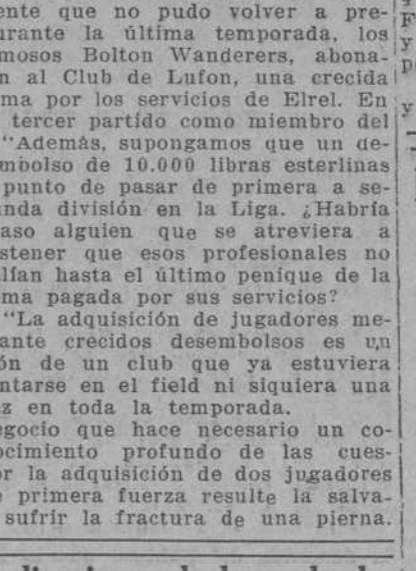 ente que no pudo volver a pre-
urante la última temporada, los
mosos Bolton Wanderers, abona-
n al Club de Lufon, una crecida
ma por los servicios de Elrel. En
tercer partido como miembro del
"Además, supongamos que un de-
mbolso de 10.000 libras esterlinas
punto de pasar de primera a se-
nda división en la Liga. ¿Habría
aso alguien que se atreviera a
stener que esos profesionales no
lían hasta el último penique de la
ma pagada por sus servicios?
"La adquisición de jugadores me-
ante crecidos desembolsos es un
ón de un club que ya estuviera
ntarse en el field ni siquiera una
z en toda la temporada.
egocio que hace necesario un co-
ocimiento profundo de las cues-
or la adquisición de dos jugadores
e primera fuerza resulte la salva-
sufrir la fractura de una pierna.